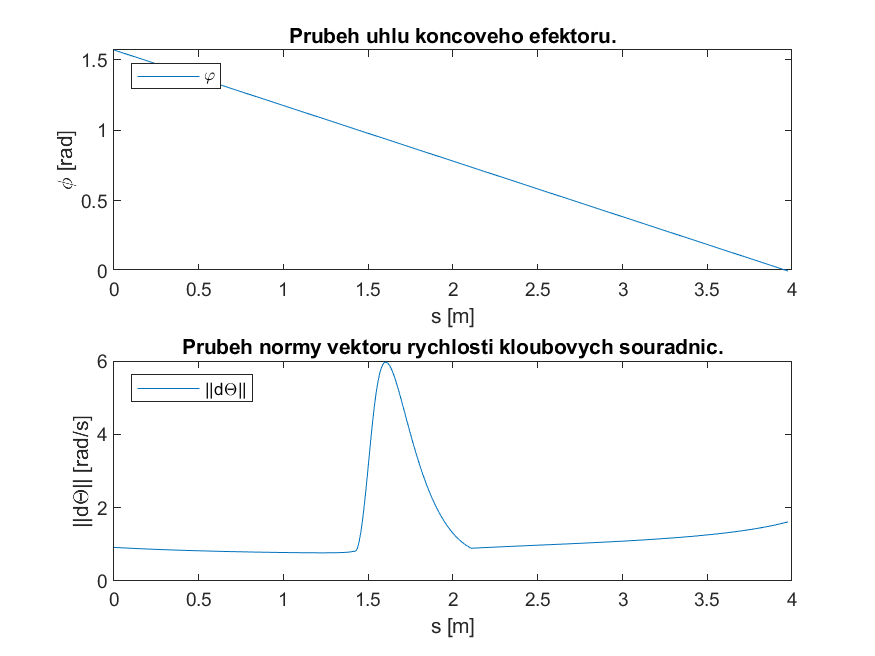 Prubeh uhlu koncoveho efektoru.
φ
ϕ [rad]
1.5
1
0.5
0
0 0.5 1 1.5 2 2.5 3 3.5 4
s [m]
Prubeh normy vektoru rychlosti kloubovych souradnic.
||dΘ||
||dΘ|| [rad/s]
6
4
2
0
0 0.5 1 1.5 2 2.5 3 3.5 4
s [m]